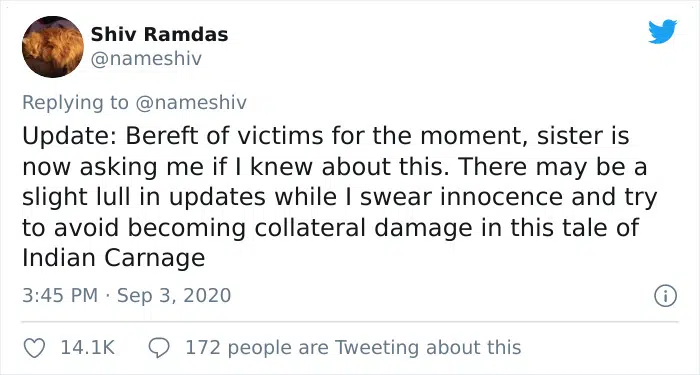 Shiv Ramdas
@nameshiv
Replying to @nameshiv
Update: Bereft of victims for the moment, sister is
now asking me if I knew about this. There may be a
slight lull in updates while I swear innocence and try
to avoid becoming collateral damage in this tale of
Indian Carnage
3:45 PM · Sep 3, 2020
14.1K 172 people are Tweeting about this